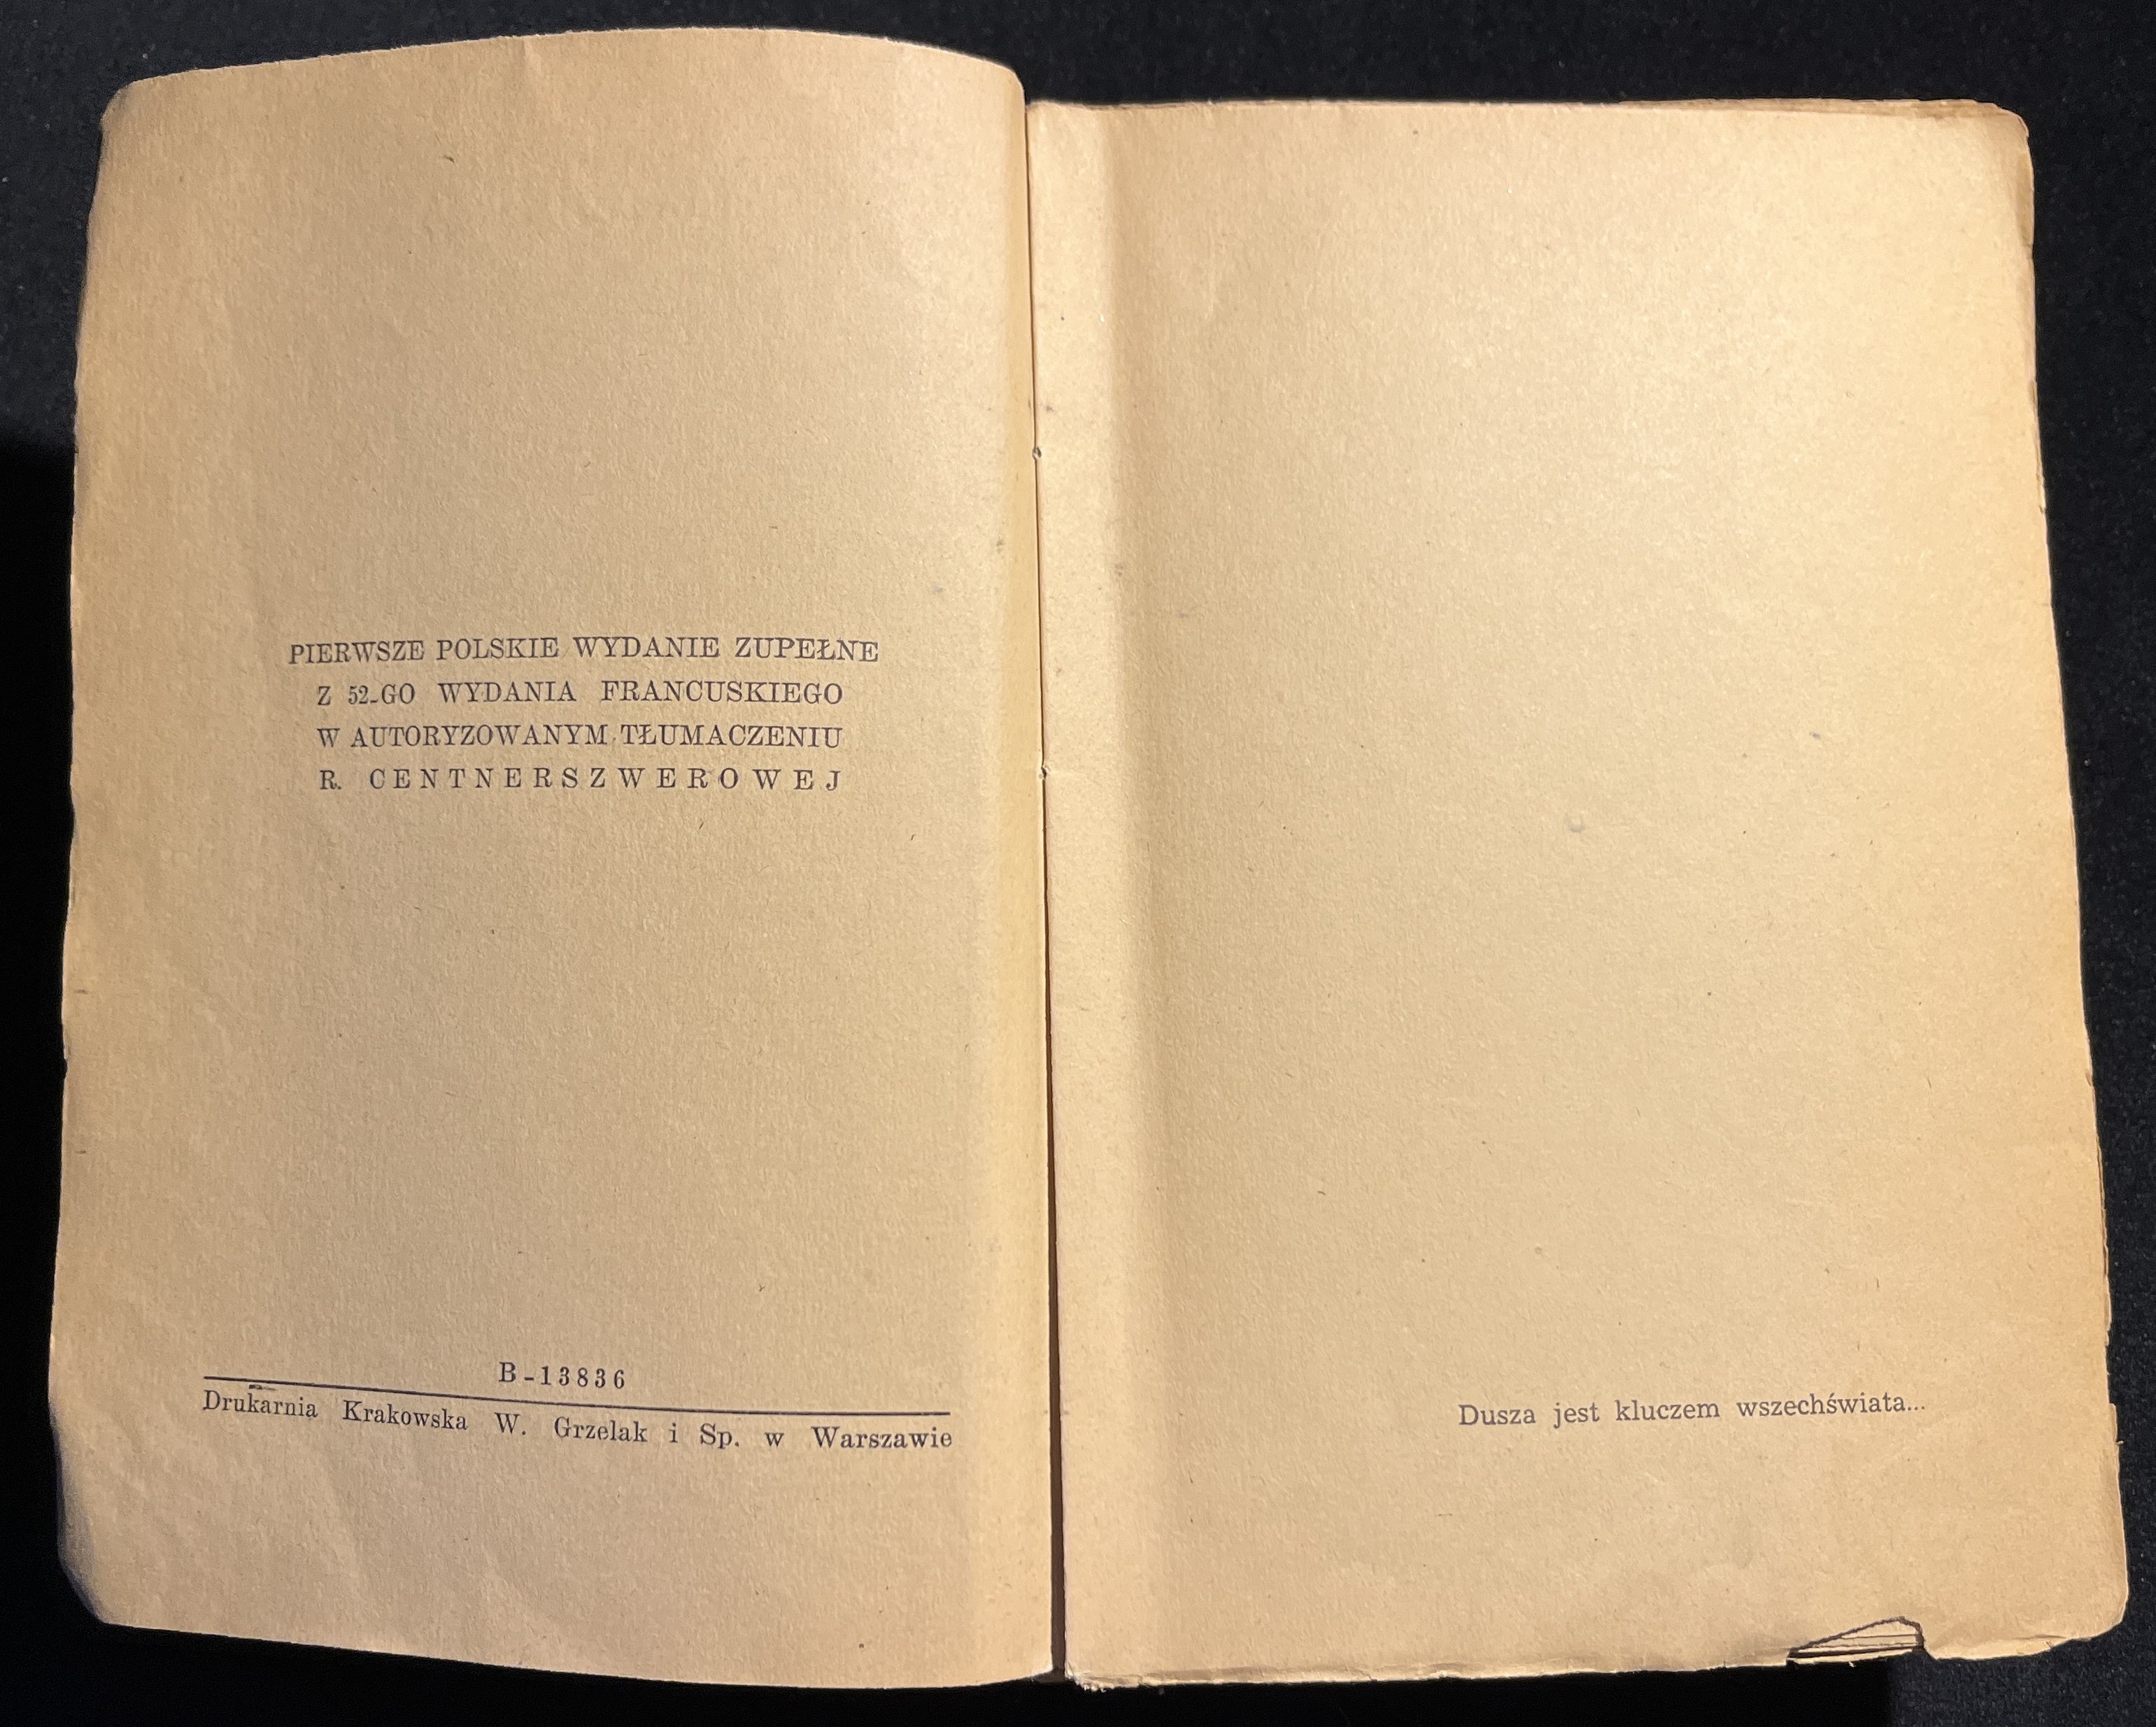 PIERWSZE POLSKIE WYDANIE ZUPEŁNE
Z 52-GO WYDANIA FRANCUSKIEGO
W AUTORYZOWANYM TŁUMACZENIU
R. CENTNERSZWEROWEJ
B-13836
Drukarnia Krakowska W. Grzelak i Sp. w Warszawie
Dusza jest kluczem wszechświata...